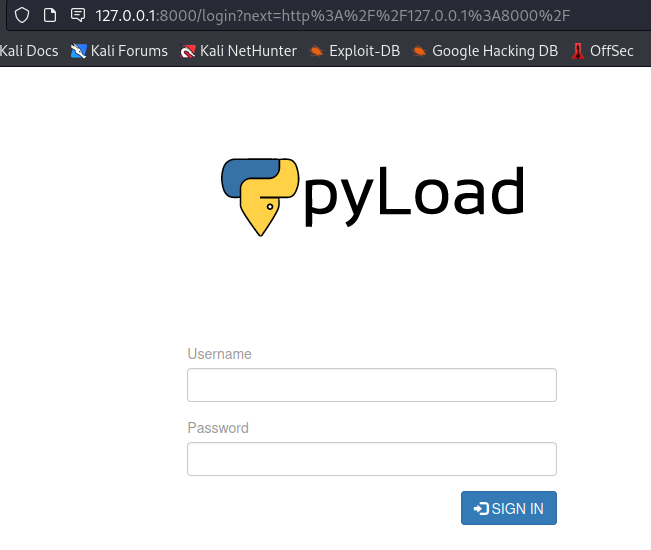 127.0.0.1:8000/login?next=http%3A%2F%2F127.0.0.1%3A8000%2F
Kali Docs Kali Forums Kali NetHunter Exploit-DB Google Hacking DB OffSec
pyLoad
Username
Password
SIGN IN